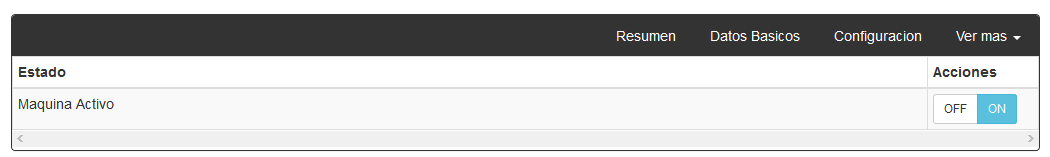 Resumen Datos Basicos Configuracion Ver mas
Estado Acciones
Maquina Activo OFF ON